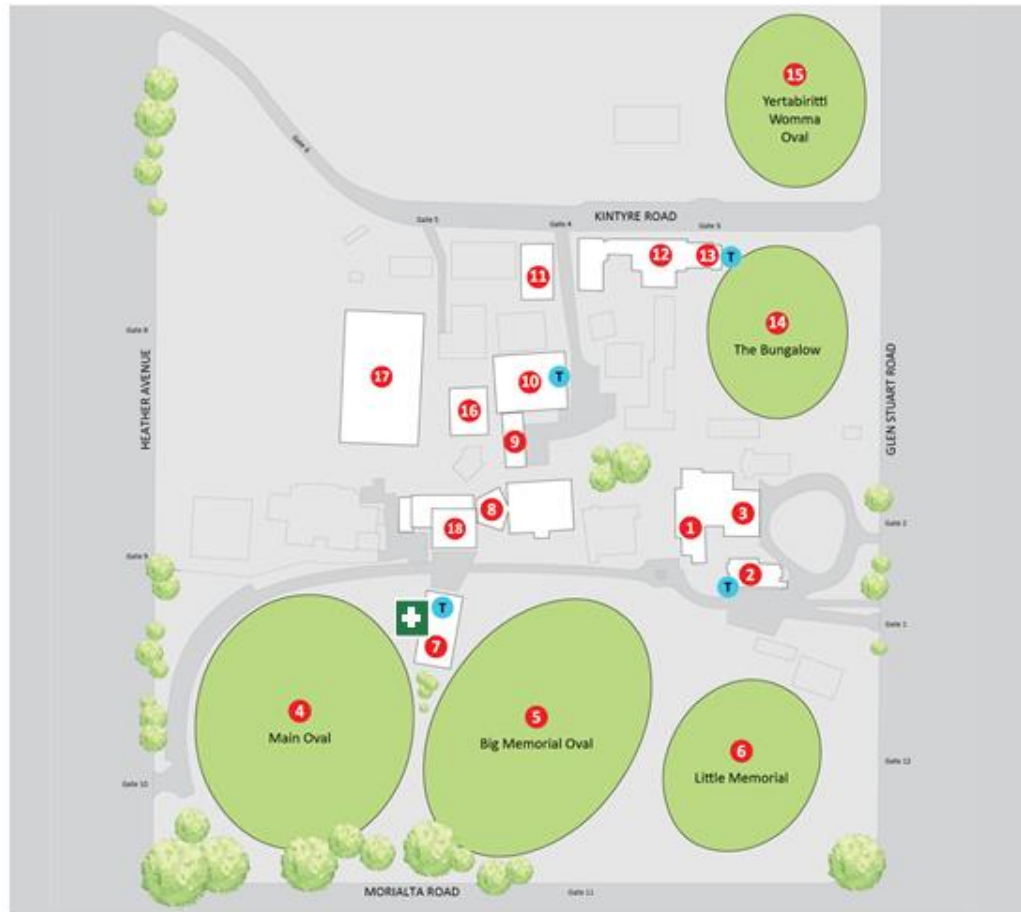 15
Yertabiritti
Womma
Oval
Gate 6
KINTYRE ROAD
Gate 5
Gate 4
Gate 3
11
12
13
T
14
The Bungalow
Gate 8
HEATHER AVENUE
GLEN STUART ROAD
17
10
T
16
9
8
18
1
3
Gate 2
Gate 9
2
T
T
7
Gate 1
4
Main Oval
5
Big Memorial Oval
6
Little Memorial
Gate 12
Gate 10
MORIALTA ROAD
Gate 11